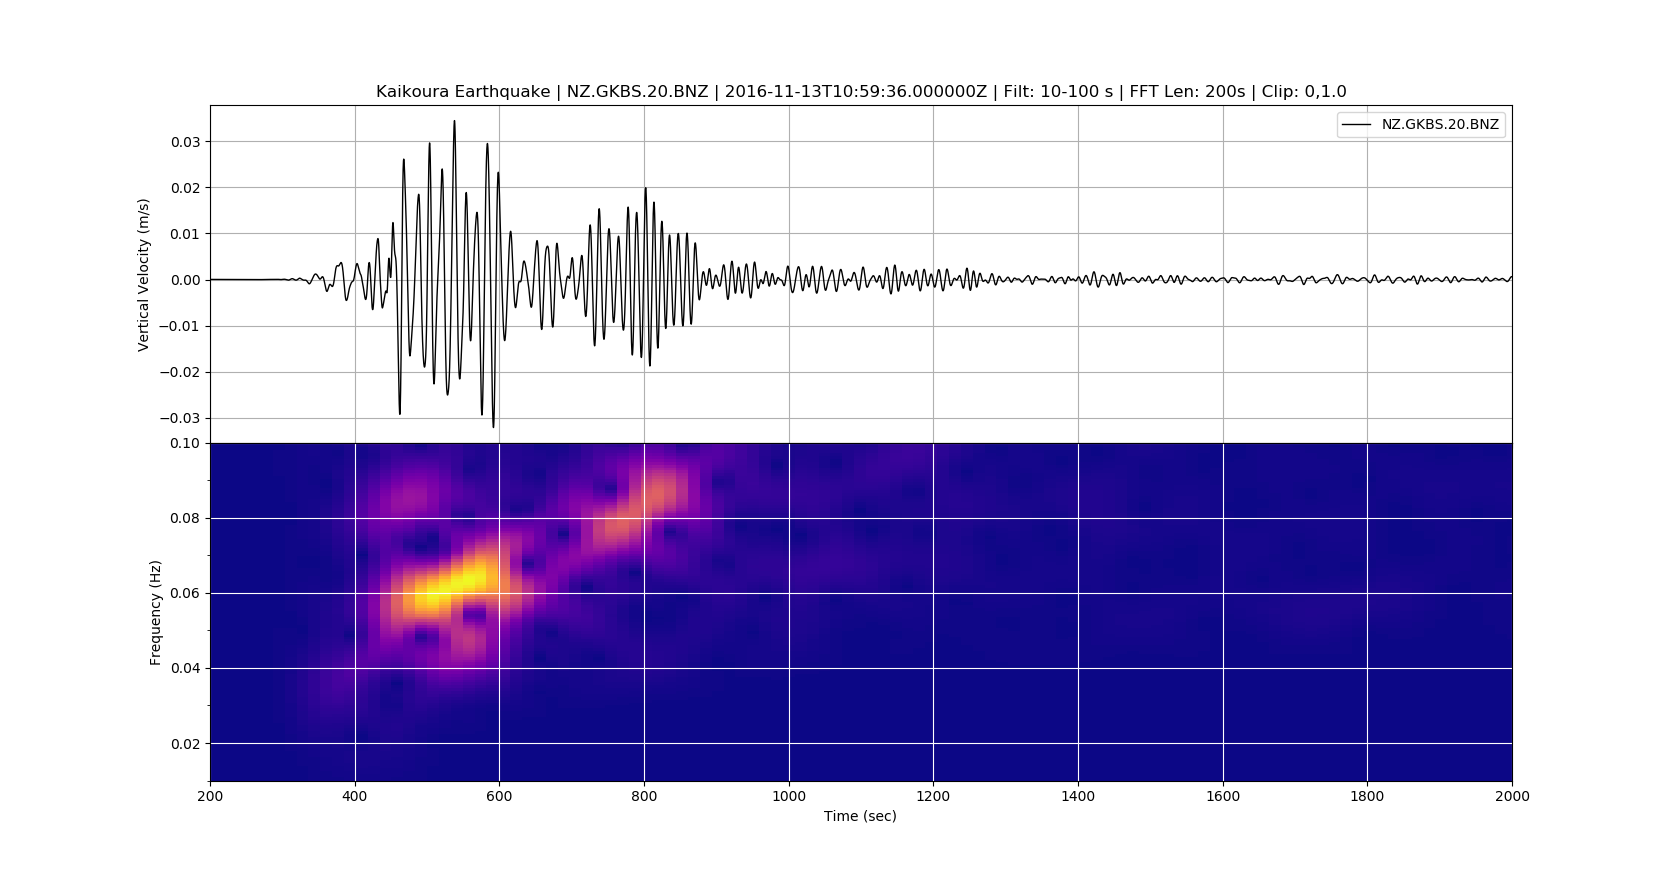 Kaikoura Earthquake | NZ.GKBS.20.BNZ | 2016-11-13T10:59:36.000000Z | Filt: 10-100 s | FFT Len: 200s | Clip: 0,1.0
NZ.GKBS.20.BNZ
Vertical Velocity (m/s)
0.03
0.02
0.01
0.00
−0.01
−0.02
−0.03
Frequency (Hz)
0.10
0.08
0.06
0.04
0.02
200 400 600 800 1000 1200 1400 1600 1800 2000
Time (sec)